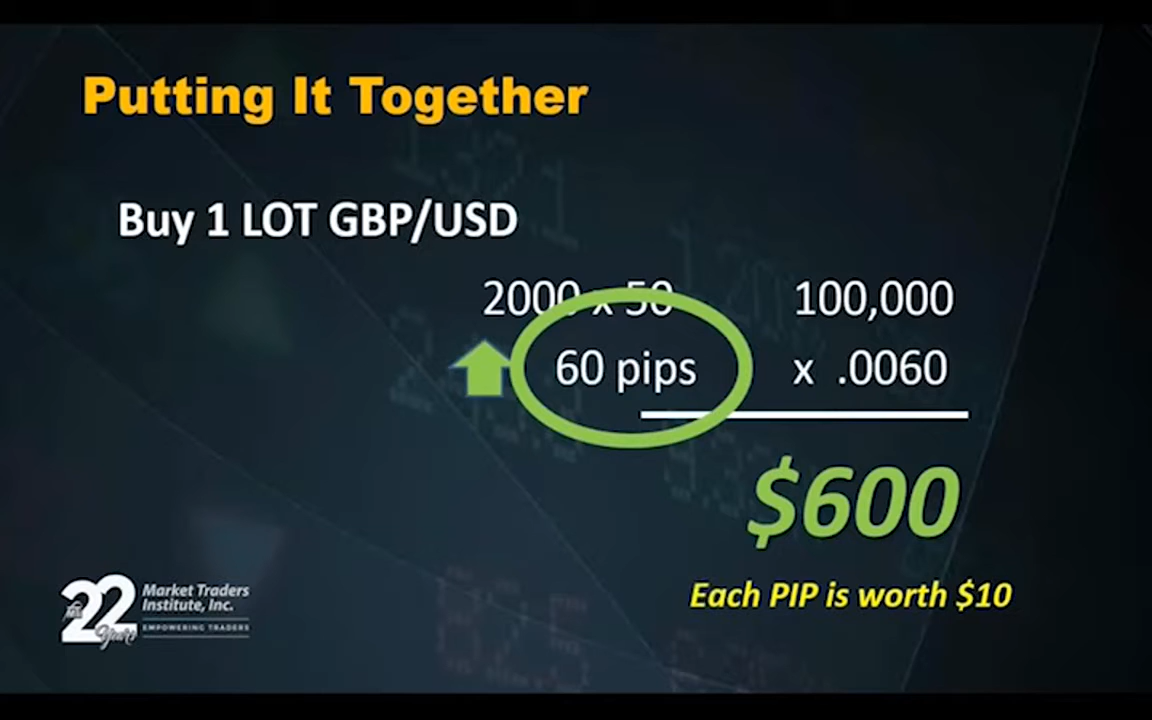 Putting It Together
Buy 1 LOT GBP/USD
2000 x 50 100,000
60 pips x .0060
$600
Each PIP is worth $10
22 Years
Market Traders
Institute, Inc.
EMPOWERING TRADERS